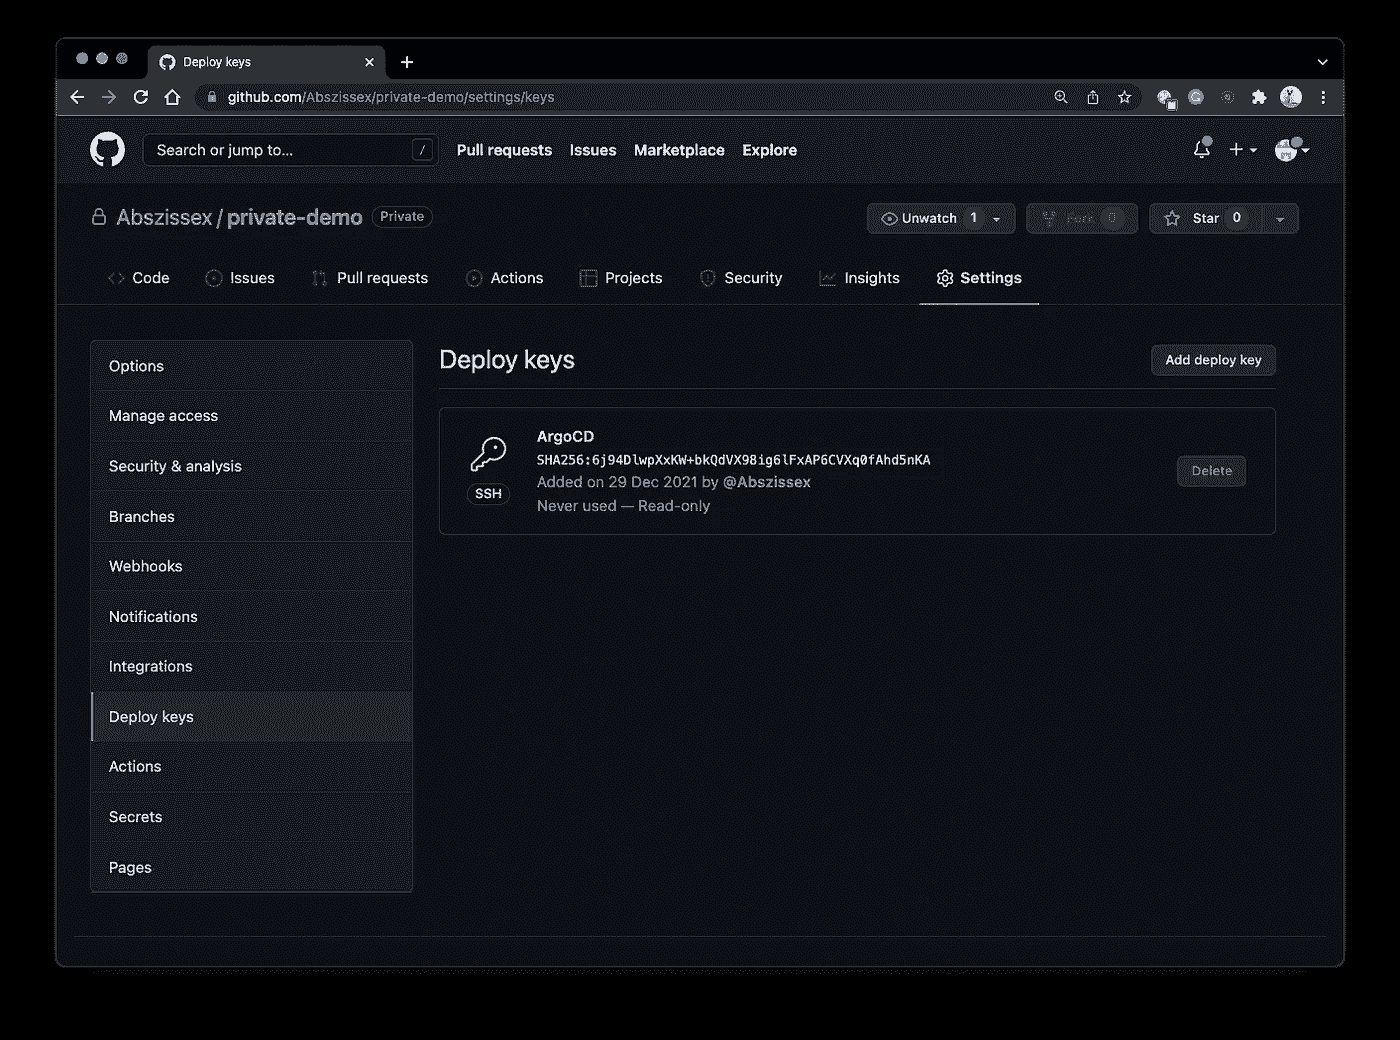 Deploy keys
github.com/Abszissex/private-demo/settings/keys
Search or jump to... /
Pull requests Issues Marketplace Explore
Abszissex / private-demo Private
Unwatch 1 Fork 0 Star 0
Code Issues Pull requests Actions Projects Security Insights Settings
Options
Manage access
Security & analysis
Branches
Webhooks
Notifications
Integrations
Deploy keys
Actions
Secrets
Pages
Deploy keys
Add deploy key
ArgoCD
SHA256:6j94DlwpXxKW+bkQdVX98ig6lFxAP6CVXq0fAhd5nKA
Added on 29 Dec 2021 by @Abszissex
Never used — Read-only
SSH
Delete